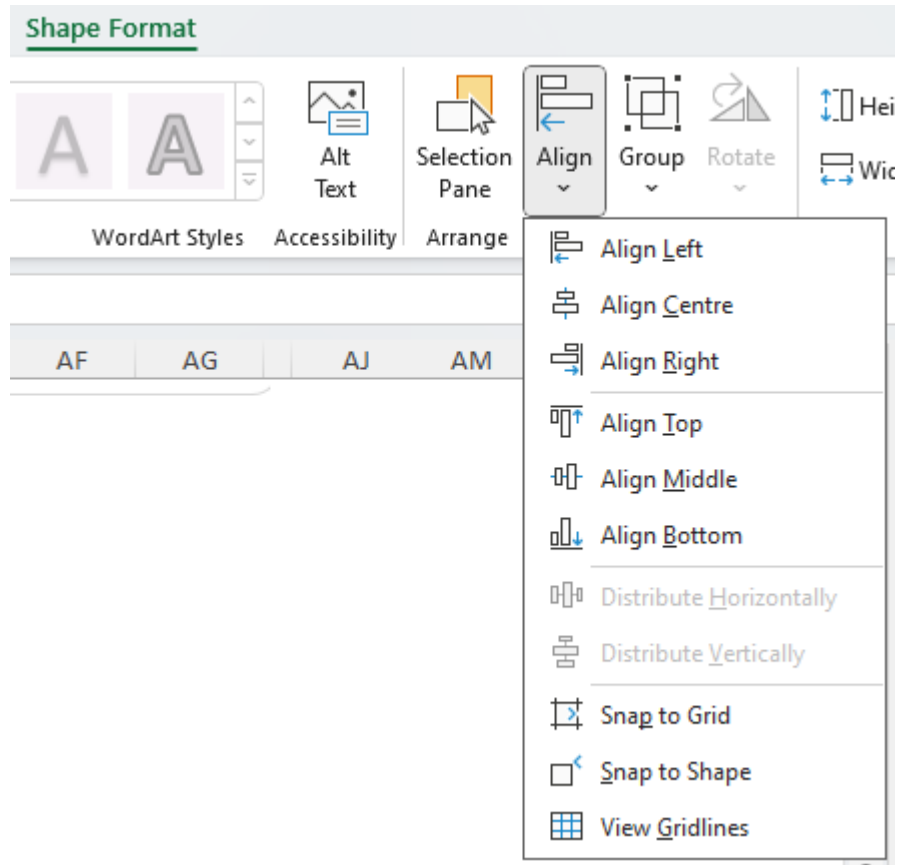 Shape Format
A A
Alt
Text
Selection
Pane
Align
Group
Rotate
Hei
Wid
WordArt Styles
Accessibility
Arrange
AF AG AJ AM
Align Left
Align Centre
Align Right
Align Top
Align Middle
Align Bottom
Distribute Horizontally
Distribute Vertically
Snap to Grid
Snap to Shape
View Gridlines